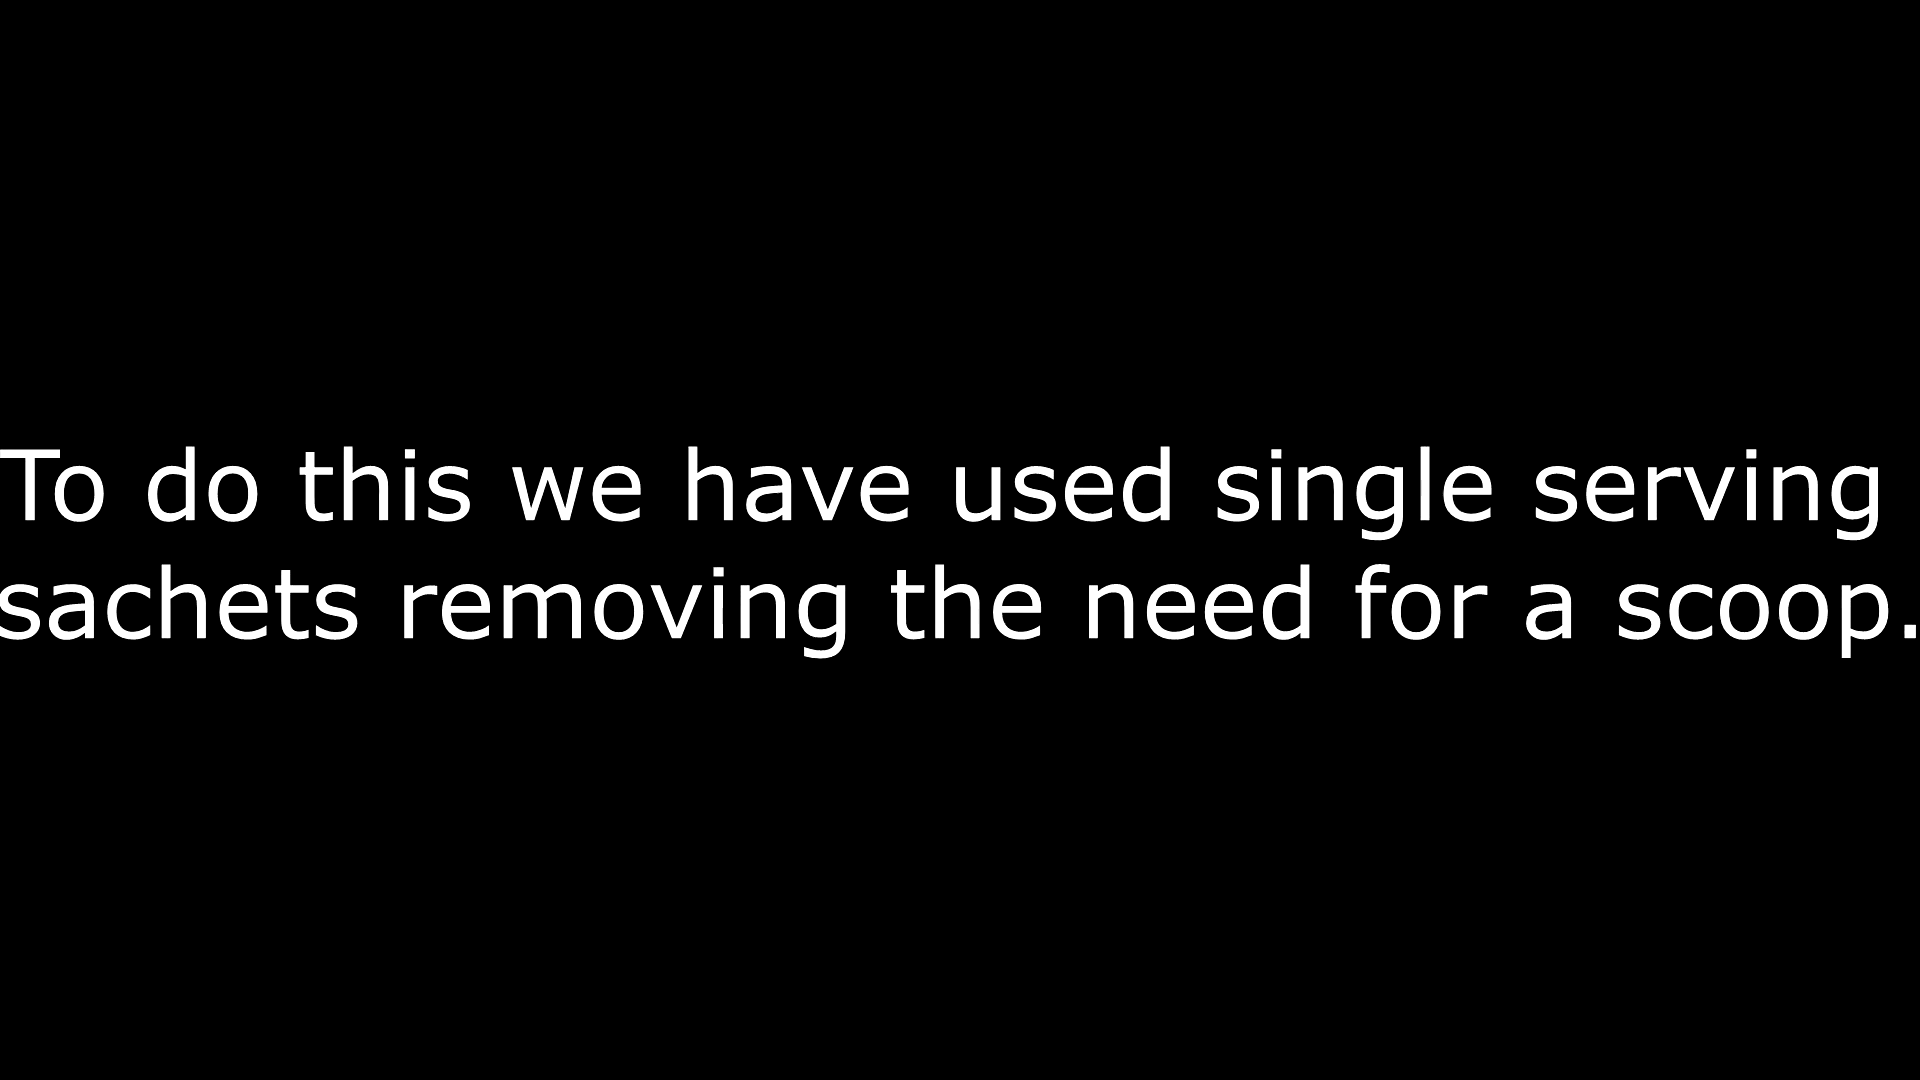 To do this we have used single serving
sachets removing the need for a scoop.